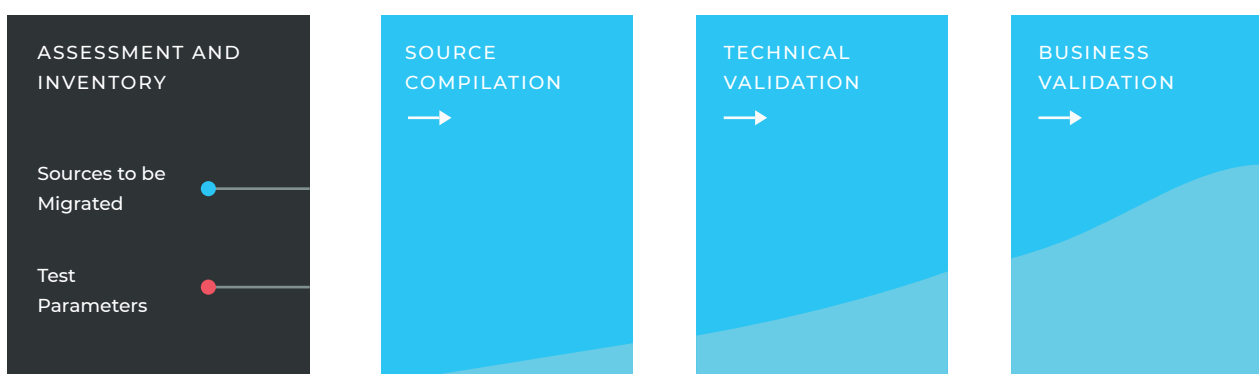 ASSESSMENT AND
INVENTORY
Sources to be
Migrated
Test
Parameters
SOURCE
COMPILATION
TECHNICAL
VALIDATION
BUSINESS
VALIDATION